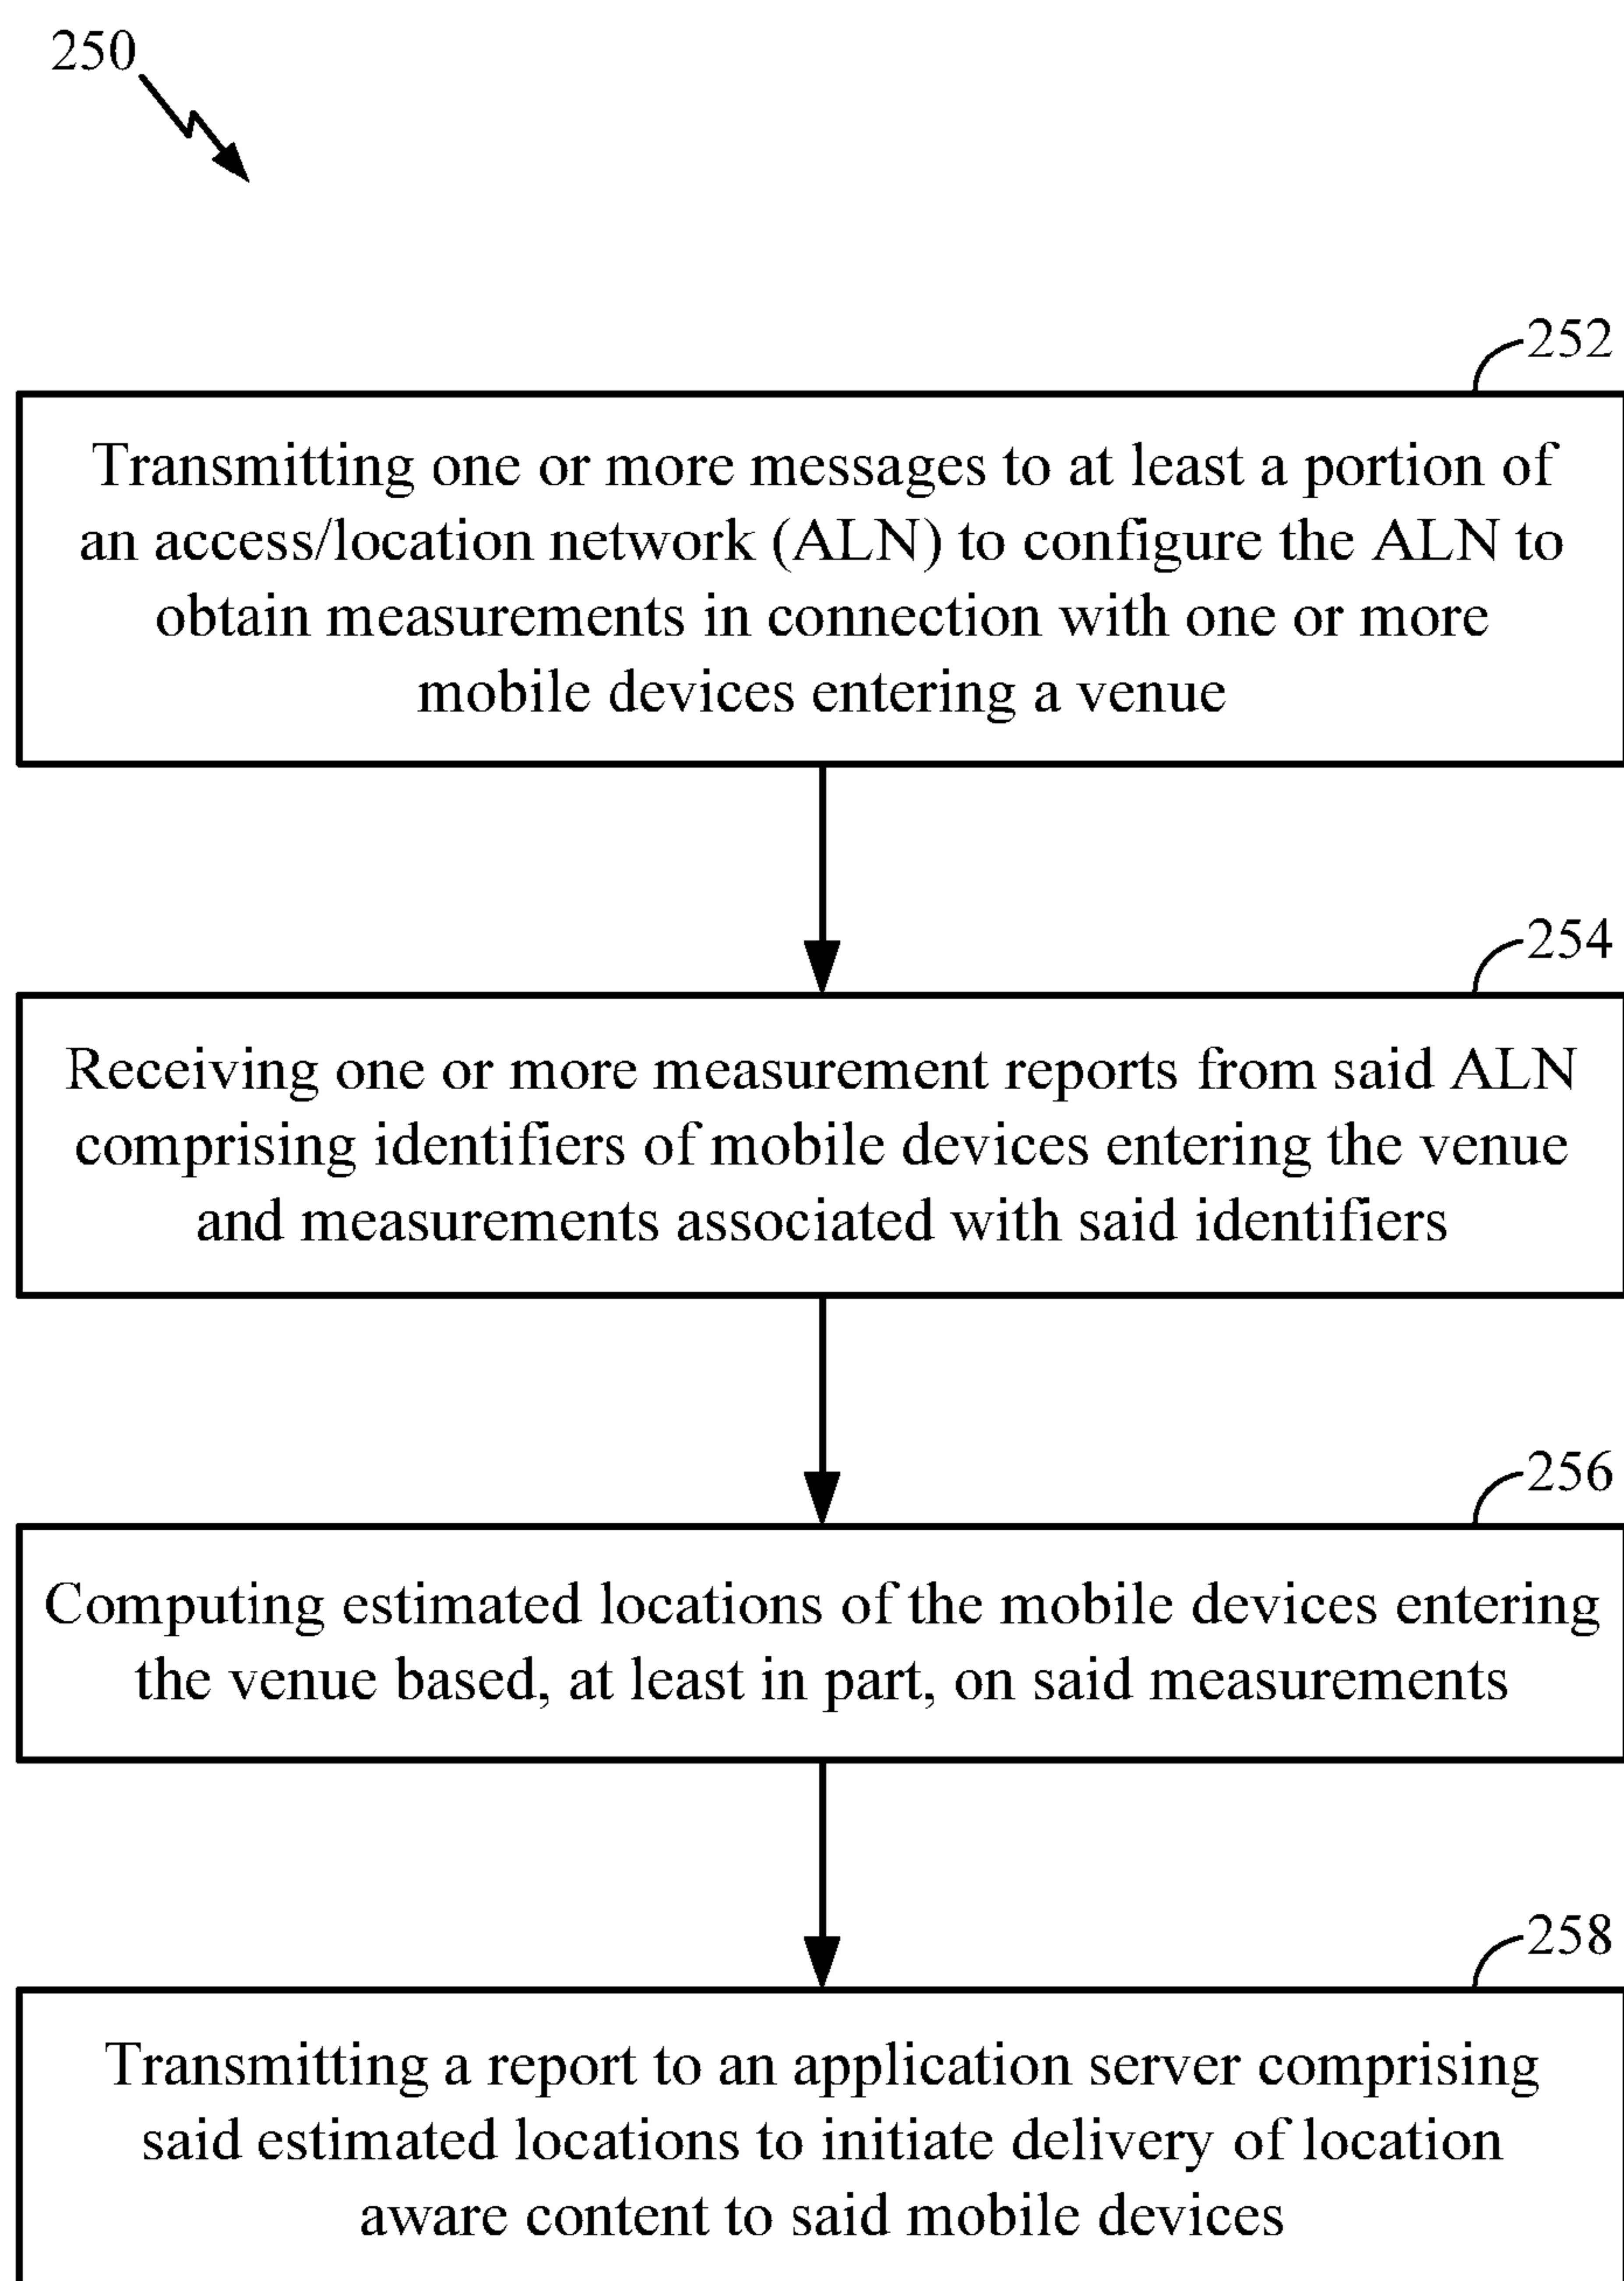 250
252
Transmitting one or more messages to at least a portion of
an access/location network (ALN) to configure the ALN to
obtain measurements in connection with one or more
mobile devices entering a venue
254
Receiving one or more measurement reports from said ALN
comprising identifiers of mobile devices entering the venue
and measurements associated with said identifiers
256
Computing estimated locations of the mobile devices entering
the venue based, at least in part, on said measurements
258
Transmitting a report to an application server comprising
said estimated locations to initiate delivery of location
aware content to said mobile devices